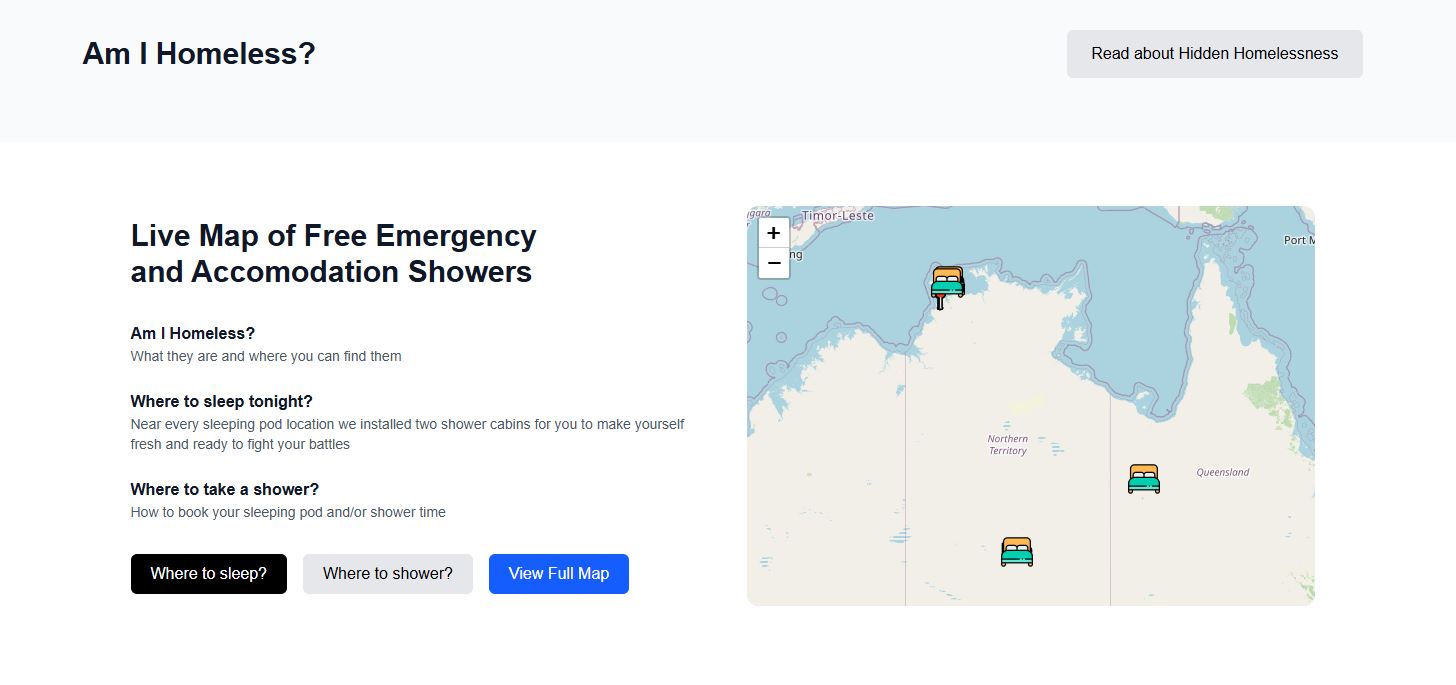 Am I Homeless?
Read about Hidden Homelessness
Live Map of Free Emergency
and Accomodation Showers
Am I Homeless?
What they are and where you can find them
Where to sleep tonight?
Near every sleeping pod location we installed two shower cabins for you to make yourself
fresh and ready to fight your battles
Where to take a shower?
How to book your sleeping pod and/or shower time
Where to sleep?
Where to shower?
View Full Map
Timor-Leste
+
−
ng
Port M
Northern
Territory
Queensland